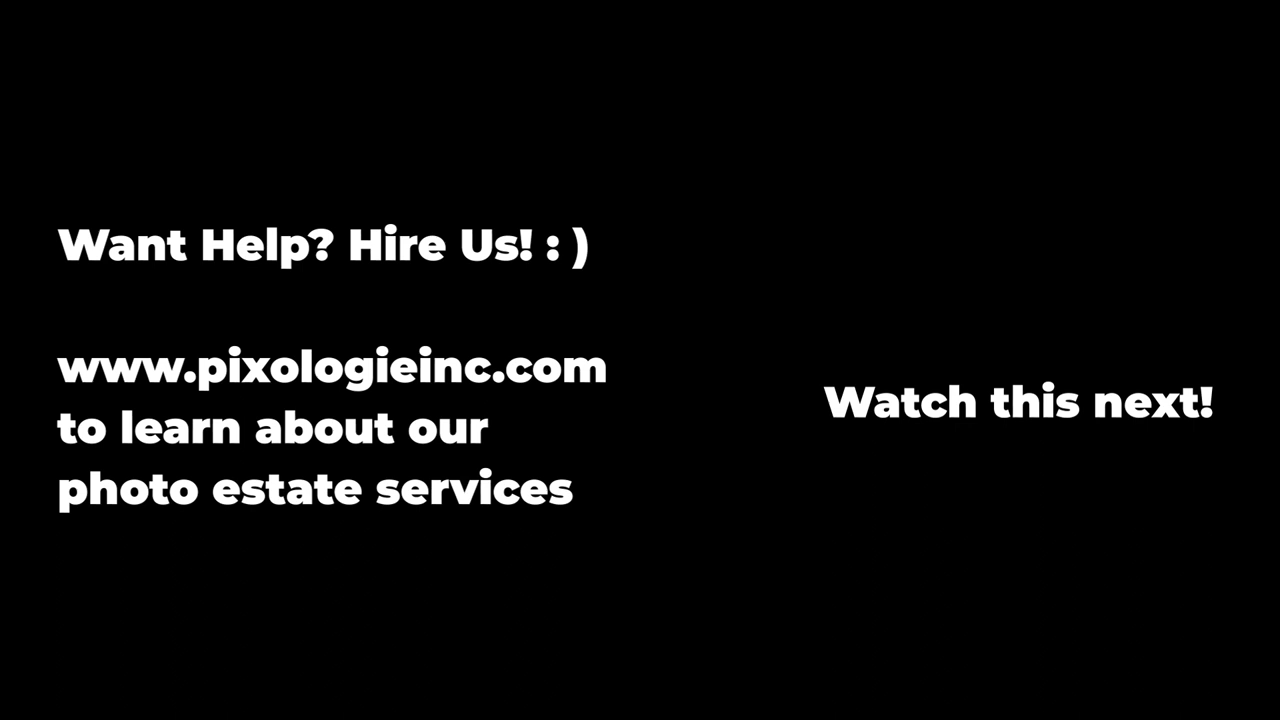 Want Help? Hire Us! : )
www.pixologieinc.com
to learn about our
photo estate services
Watch this next!